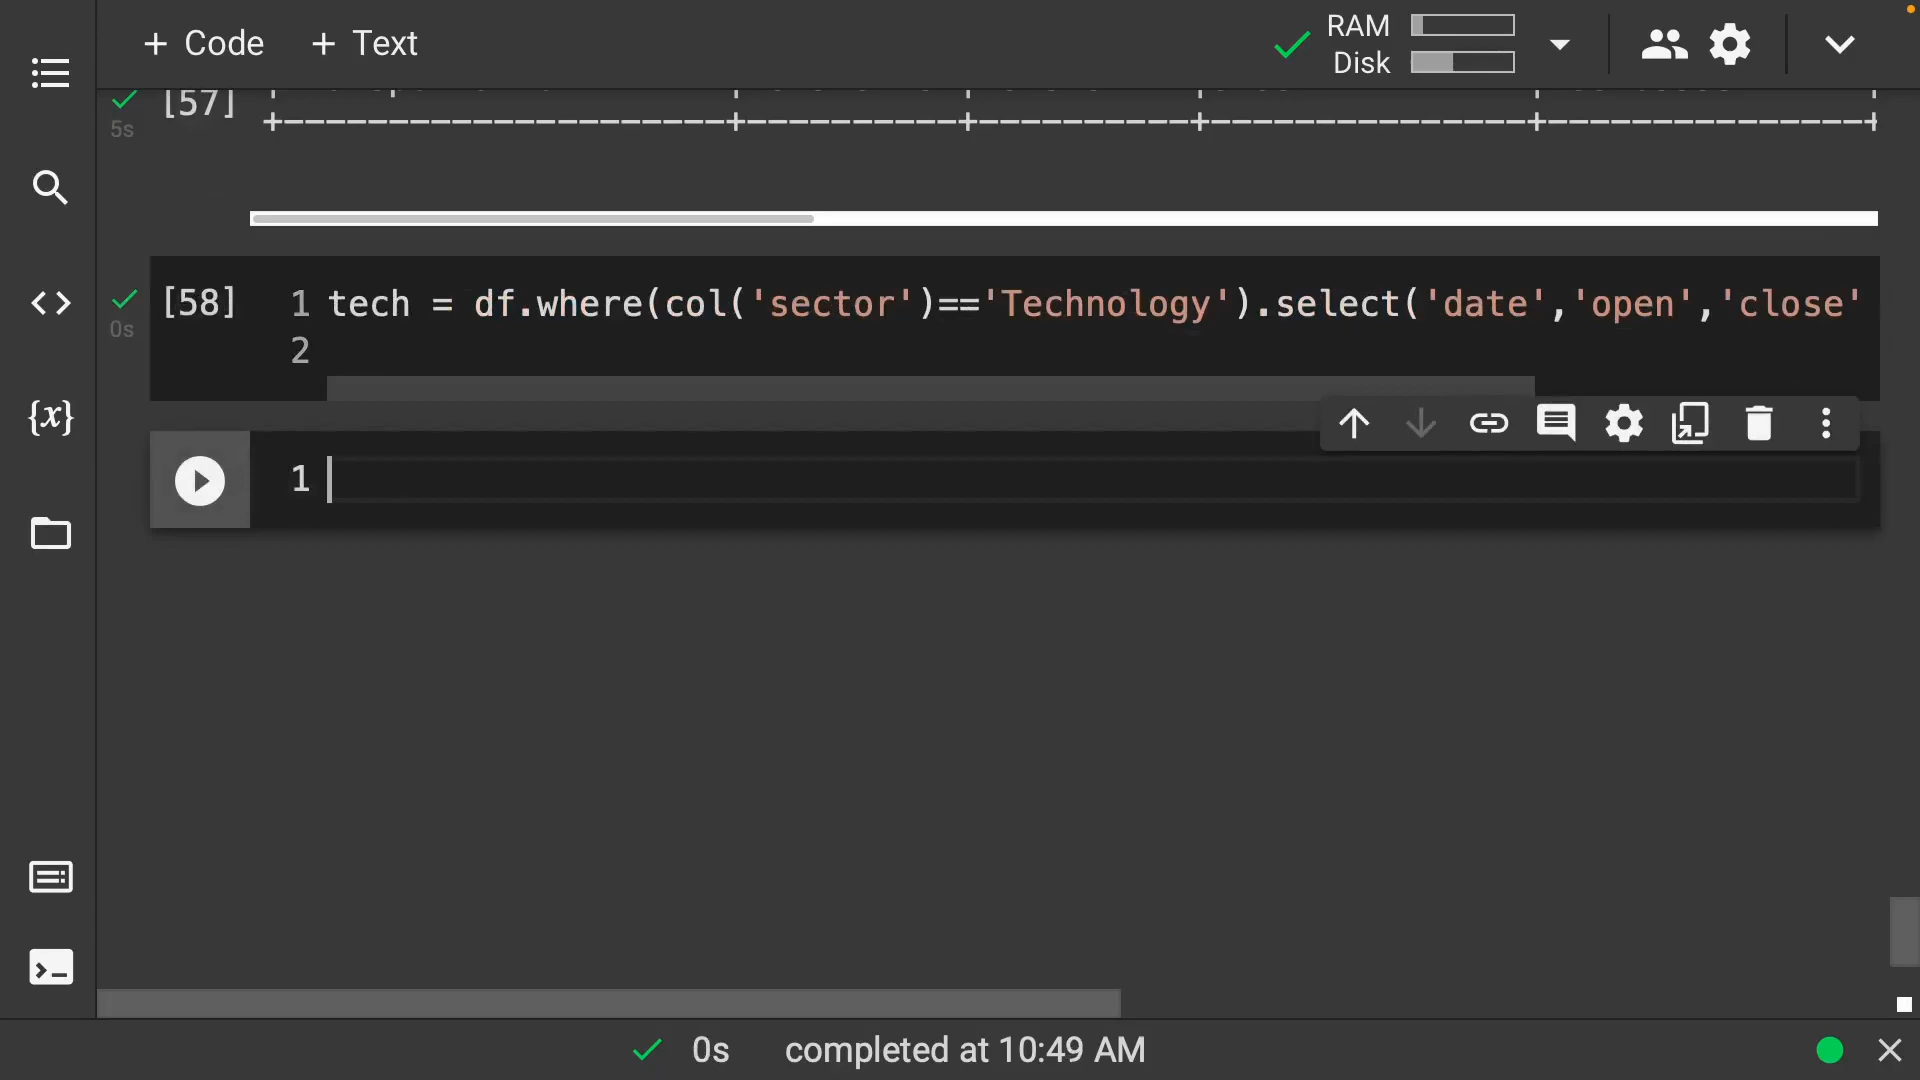 + Code + Text
RAM
Disk
[57]
5s
+----------------------+-----------+-----------+----------------+----------------+
[58] 1 tech = df.where(col('sector')=='Technology').select('date','open','close'
0s
2
1
0s completed at 10:49 AM